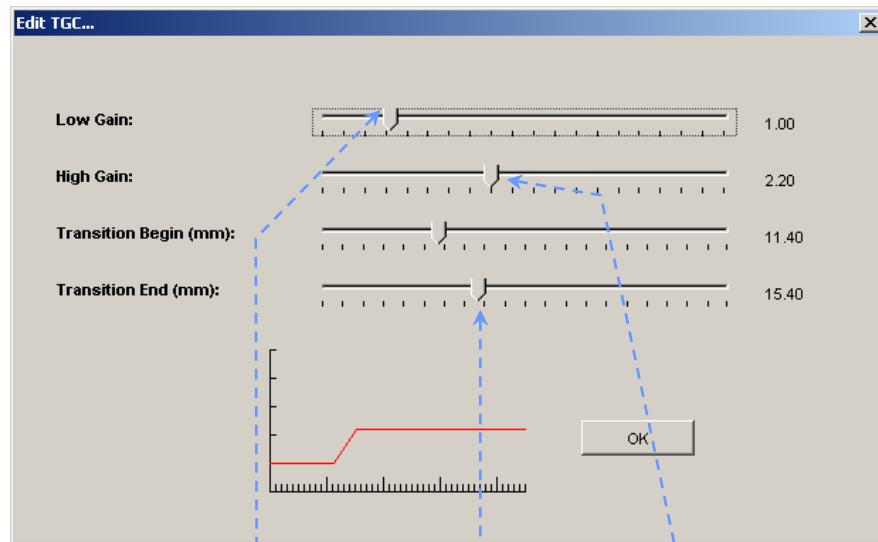 Edit TGC...
Low Gain: 1.00
High Gain: 2.20
Transition Begin (mm): 11.40
Transition End (mm): 15.40
OK